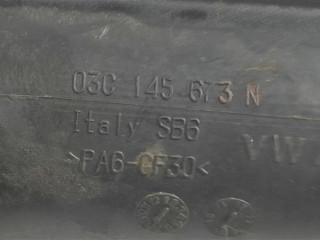 03C 145 673 N
Italy SB6
VW
>PA6-GF30<